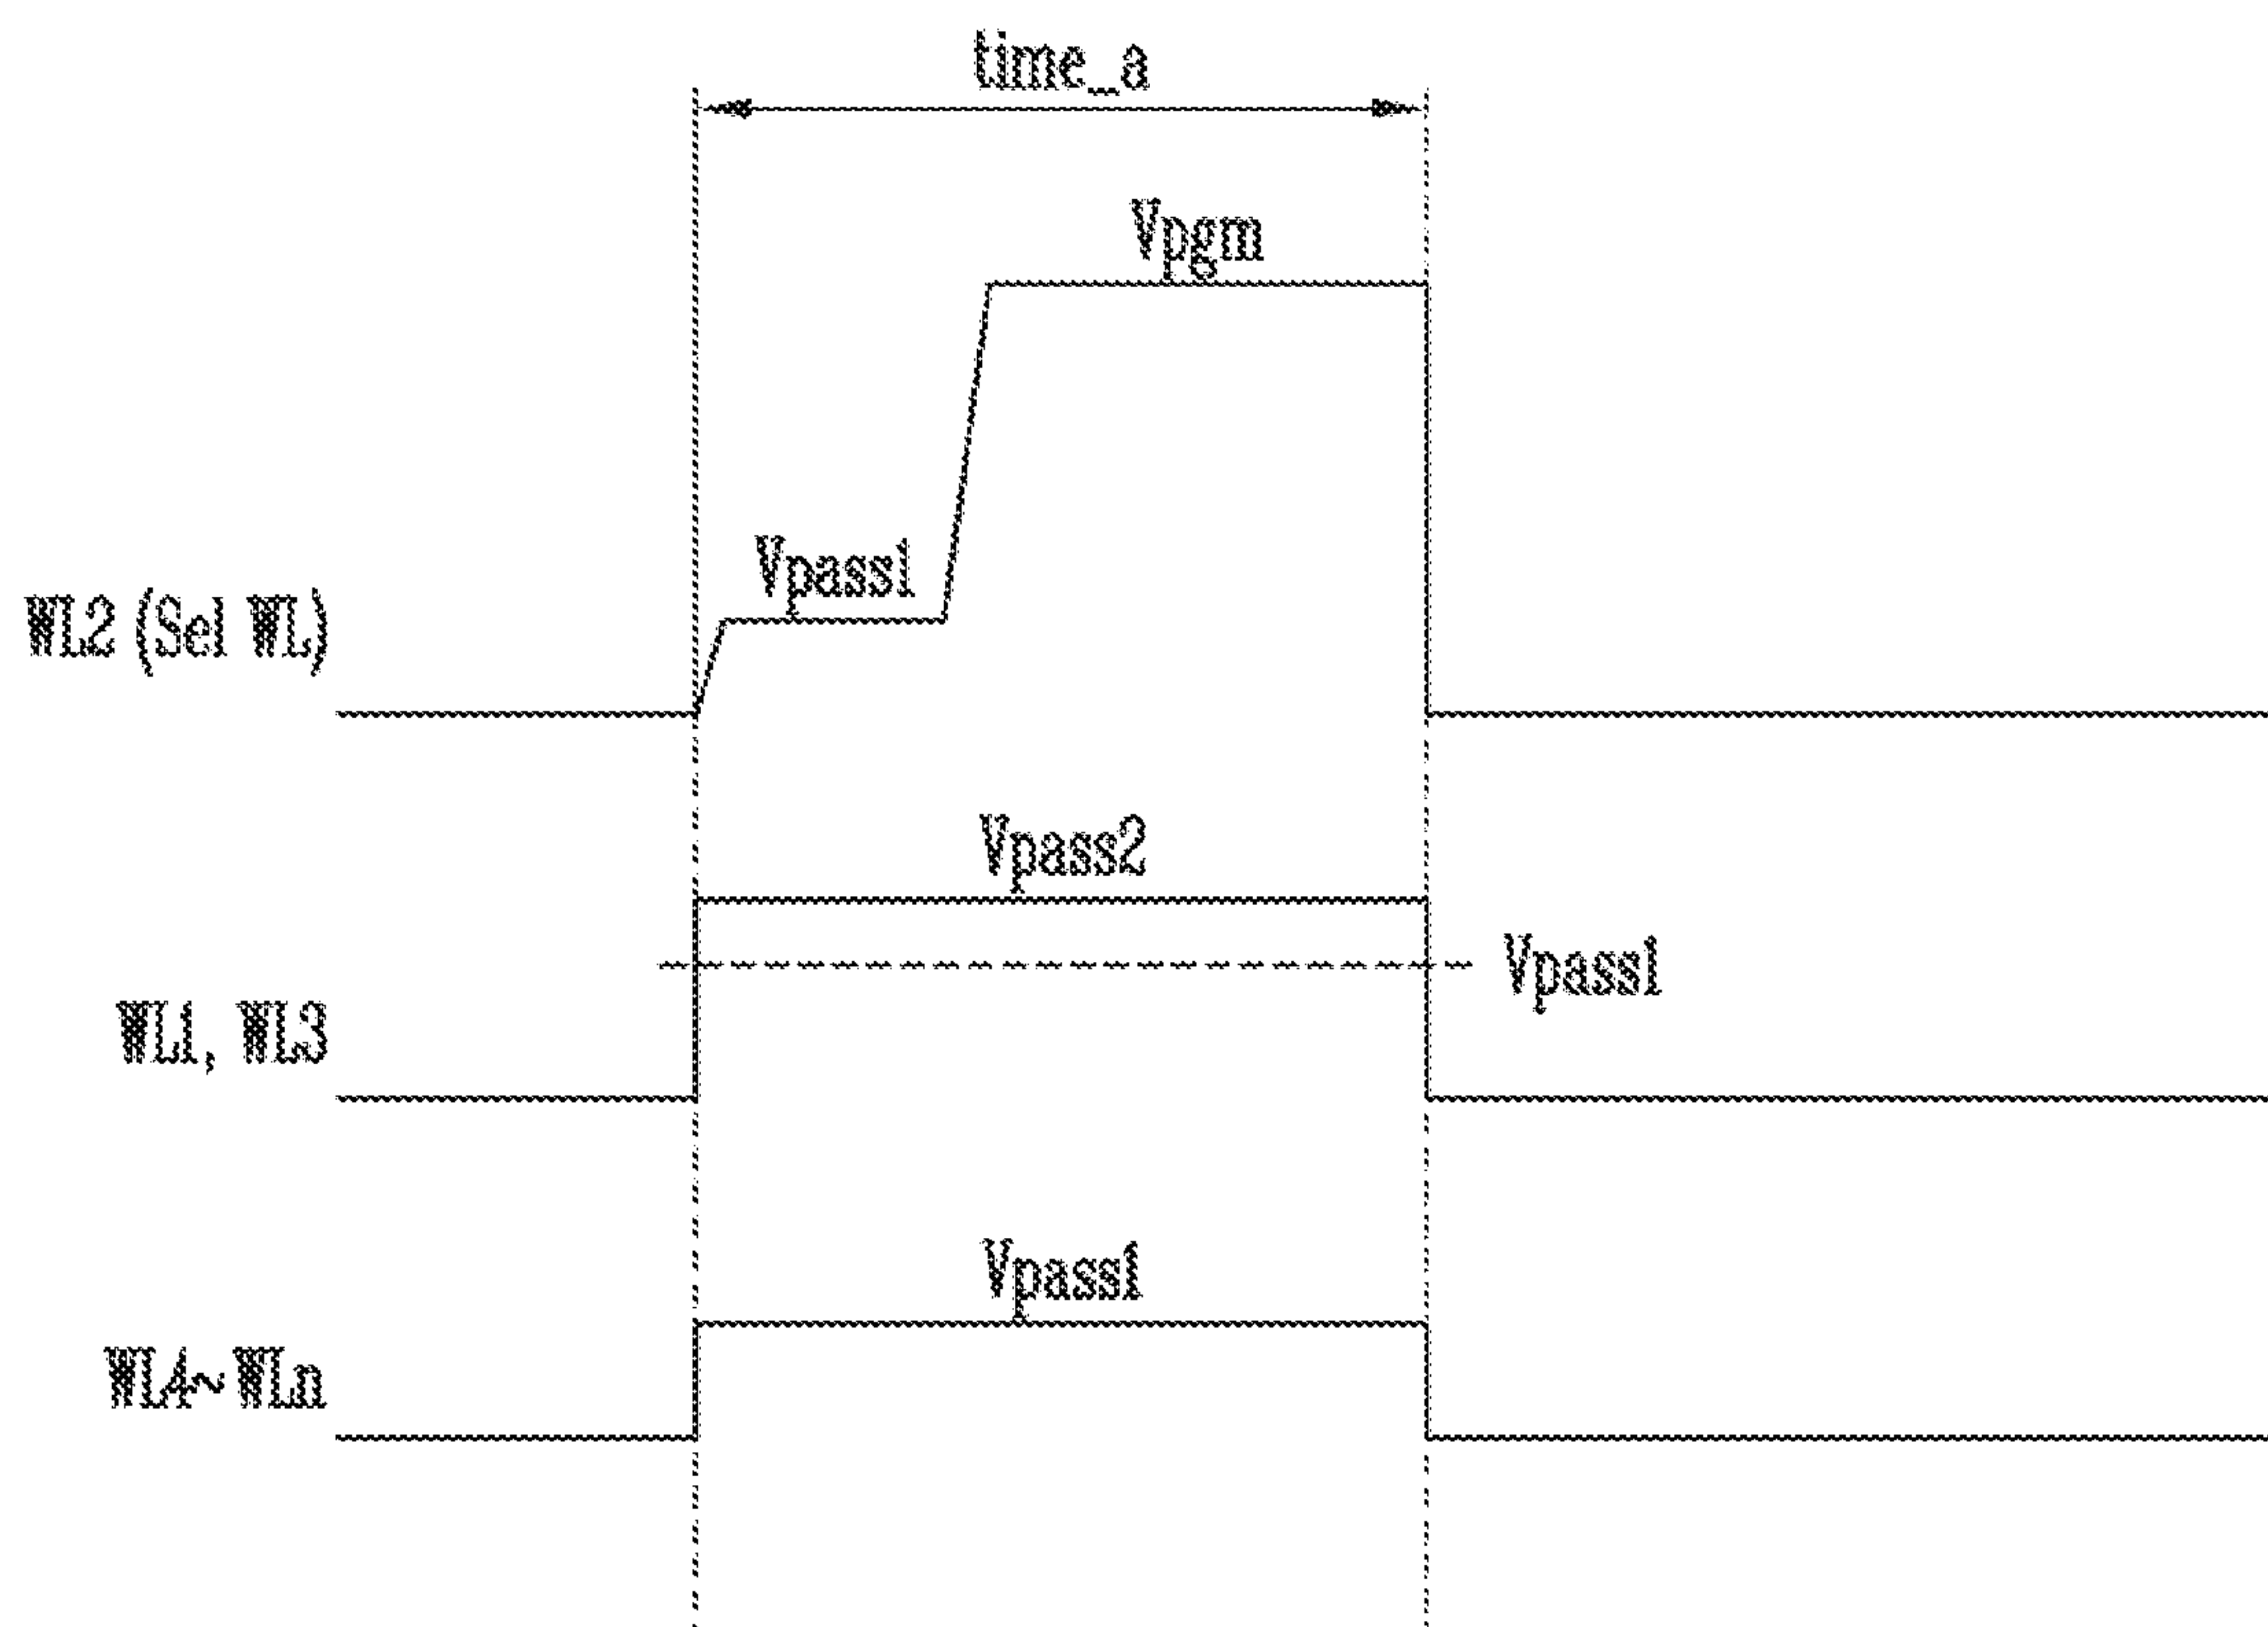 time_a
Vpgm
Vpass1
WL2 (Sel WL)
Vpass2
Vpass1
WL1, WL3
Vpass1
WL4~WLn